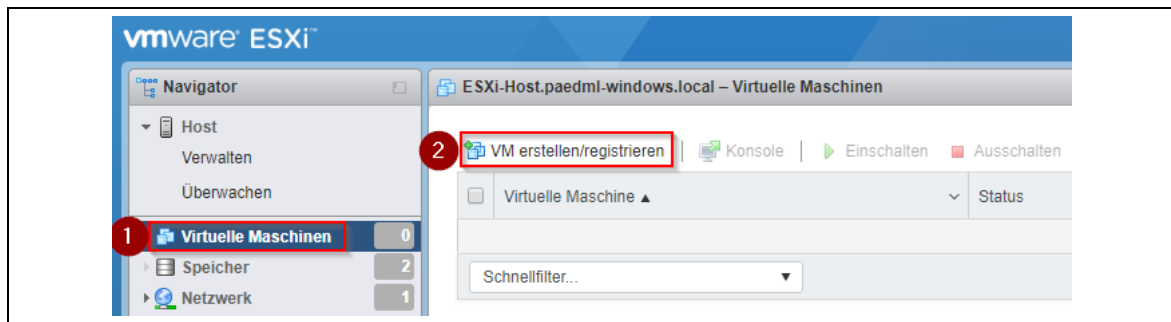 vmware ESXi™
Navigator
ESXi-Host.paedml-windows.local – Virtuelle Maschinen
Host
Verwalten
Überwachen
1 Virtuelle Maschinen 0
Speicher 2
Netzwerk 1
2 VM erstellen/registrieren | Konsole | Einschalten Ausschalten
Virtuelle Maschine ▲ Status
Schnellfilter...